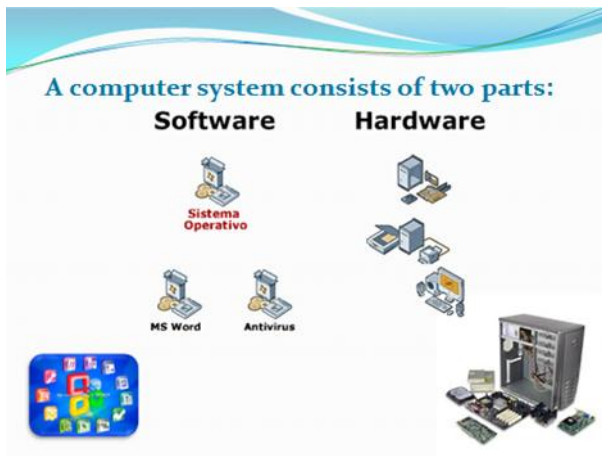 A computer system consists of two parts:
Software
Hardware
Sistema
Operativo
MS Word
Antivirus